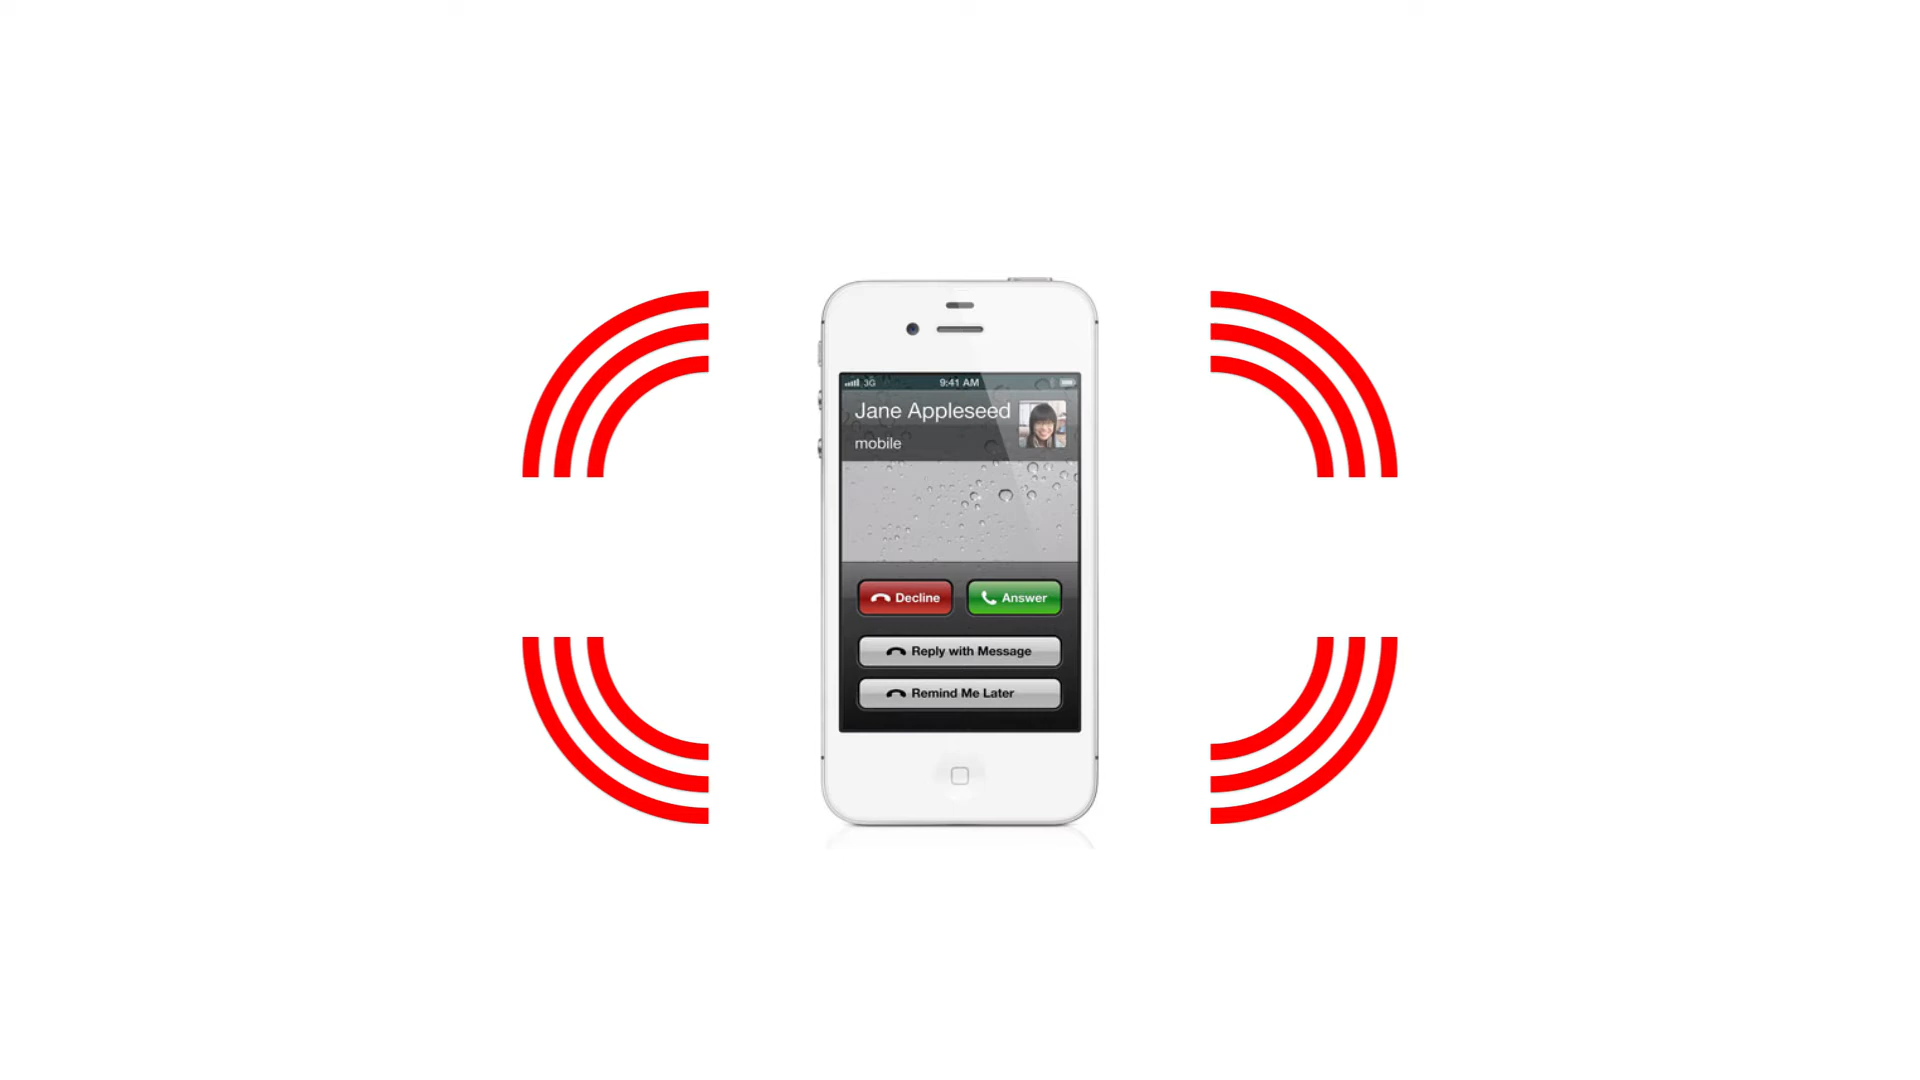 3G 9:41 AM
Jane Appleseed
mobile
Decline Answer
Reply with Message
Remind Me Later